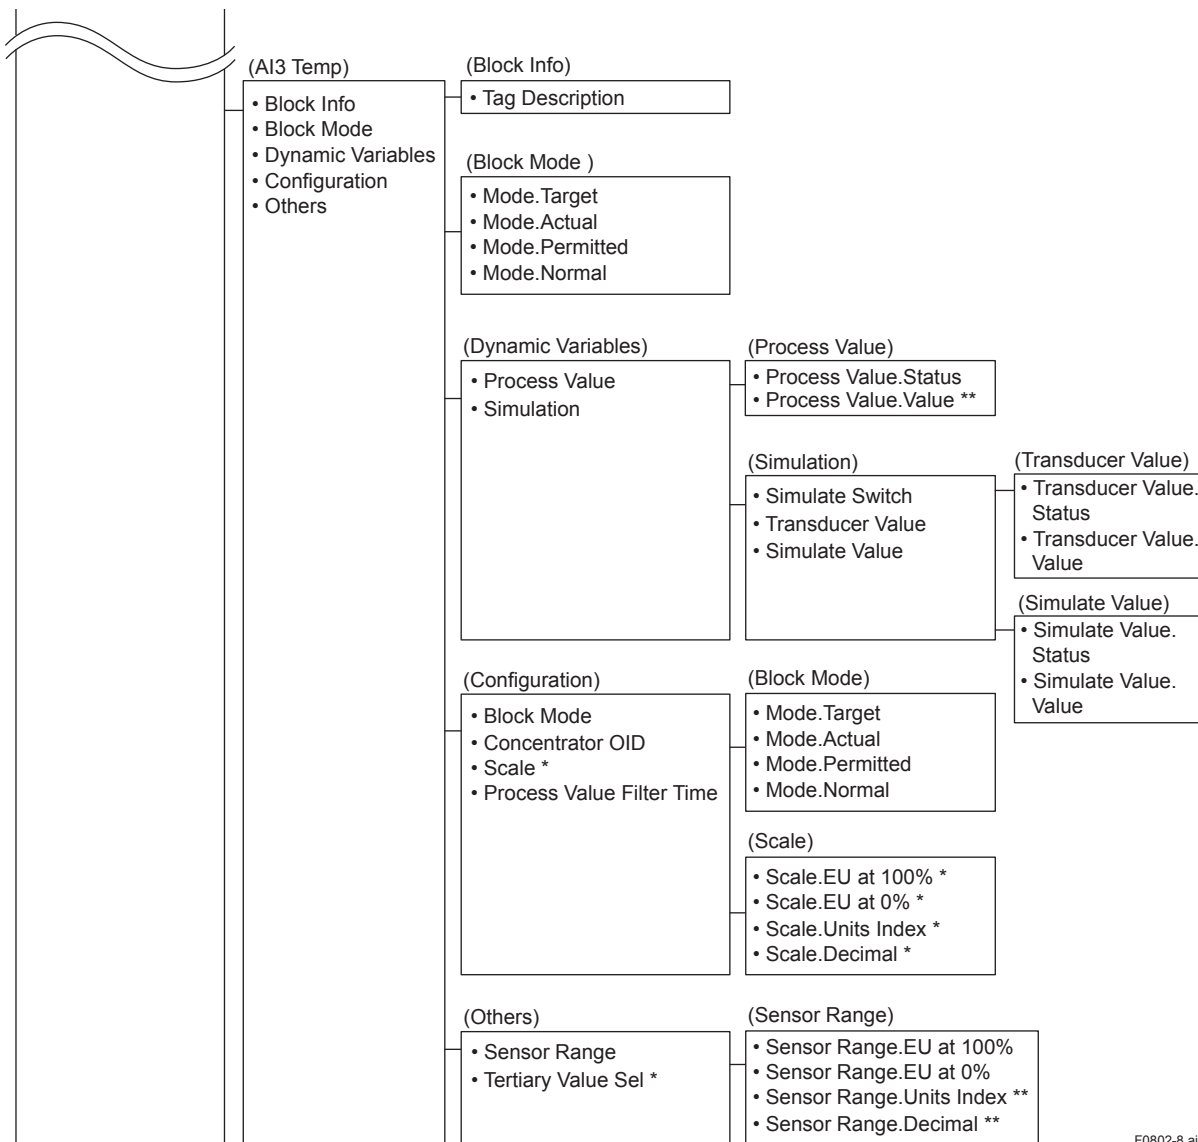 (AI3 Temp)
• Block Info
• Block Mode
• Dynamic Variables
• Configuration
• Others
(Block Info)
• Tag Description
(Block Mode )
• Mode.Target
• Mode.Actual
• Mode.Permitted
• Mode.Normal
(Dynamic Variables)
• Process Value
• Simulation
(Process Value)
• Process Value.Status
• Process Value.Value **
(Simulation)
• Simulate Switch
• Transducer Value
• Simulate Value
(Transducer Value)
• Transducer Value.
Status
• Transducer Value.
Value
(Simulate Value)
• Simulate Value.
Status
• Simulate Value.
Value
(Configuration)
• Block Mode
• Concentrator OID
• Scale *
• Process Value Filter Time
(Block Mode)
• Mode.Target
• Mode.Actual
• Mode.Permitted
• Mode.Normal
(Scale)
• Scale.EU at 100% *
• Scale.EU at 0% *
• Scale.Units Index *
• Scale.Decimal *
(Others)
• Sensor Range
• Tertiary Value Sel *
(Sensor Range)
• Sensor Range.EU at 100%
• Sensor Range.EU at 0%
• Sensor Range.Units Index **
• Sensor Range.Decimal **
F0802-8.ai